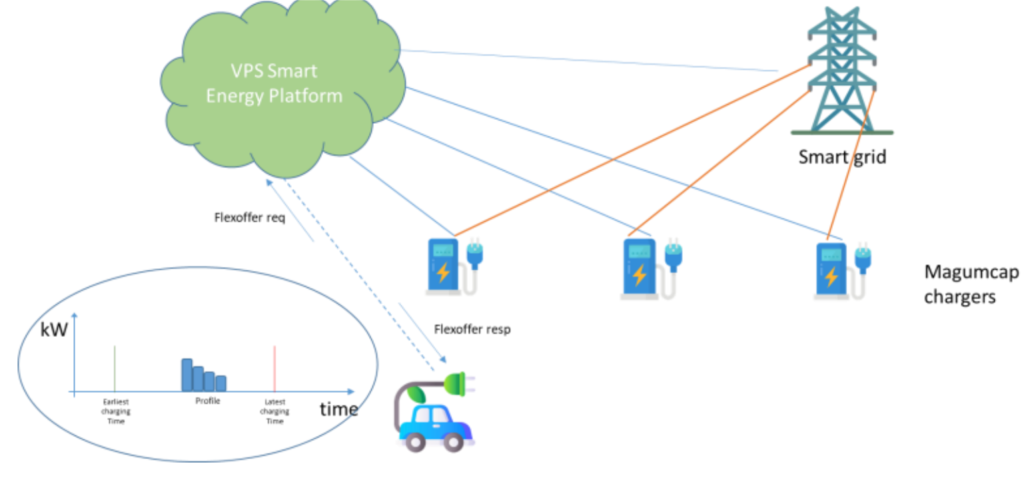 VPS Smart
Energy Platform
Smart grid
Flexoffer req
Magumcap
chargers
Flexoffer resp
kW
Earliest
charging
Time
Profile
Latest
charging
Time
time